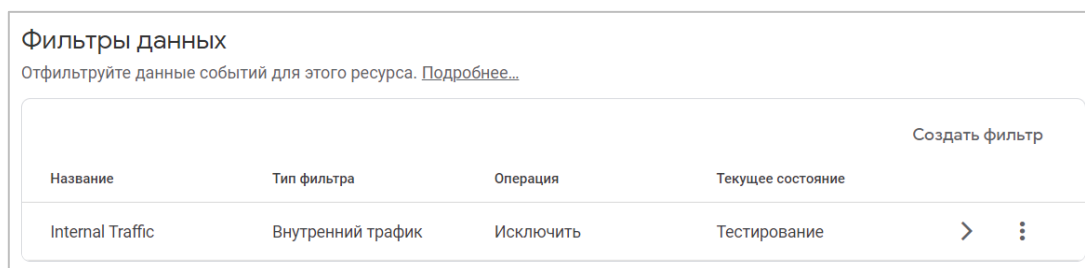 Фильтры данных
Отфильтруйте данные событий для этого ресурса. Подробнее...
Создать фильтр
Название Тип фильтра Операция Текущее состояние
Internal Traffic Внутренний трафик Исключить Тестирование